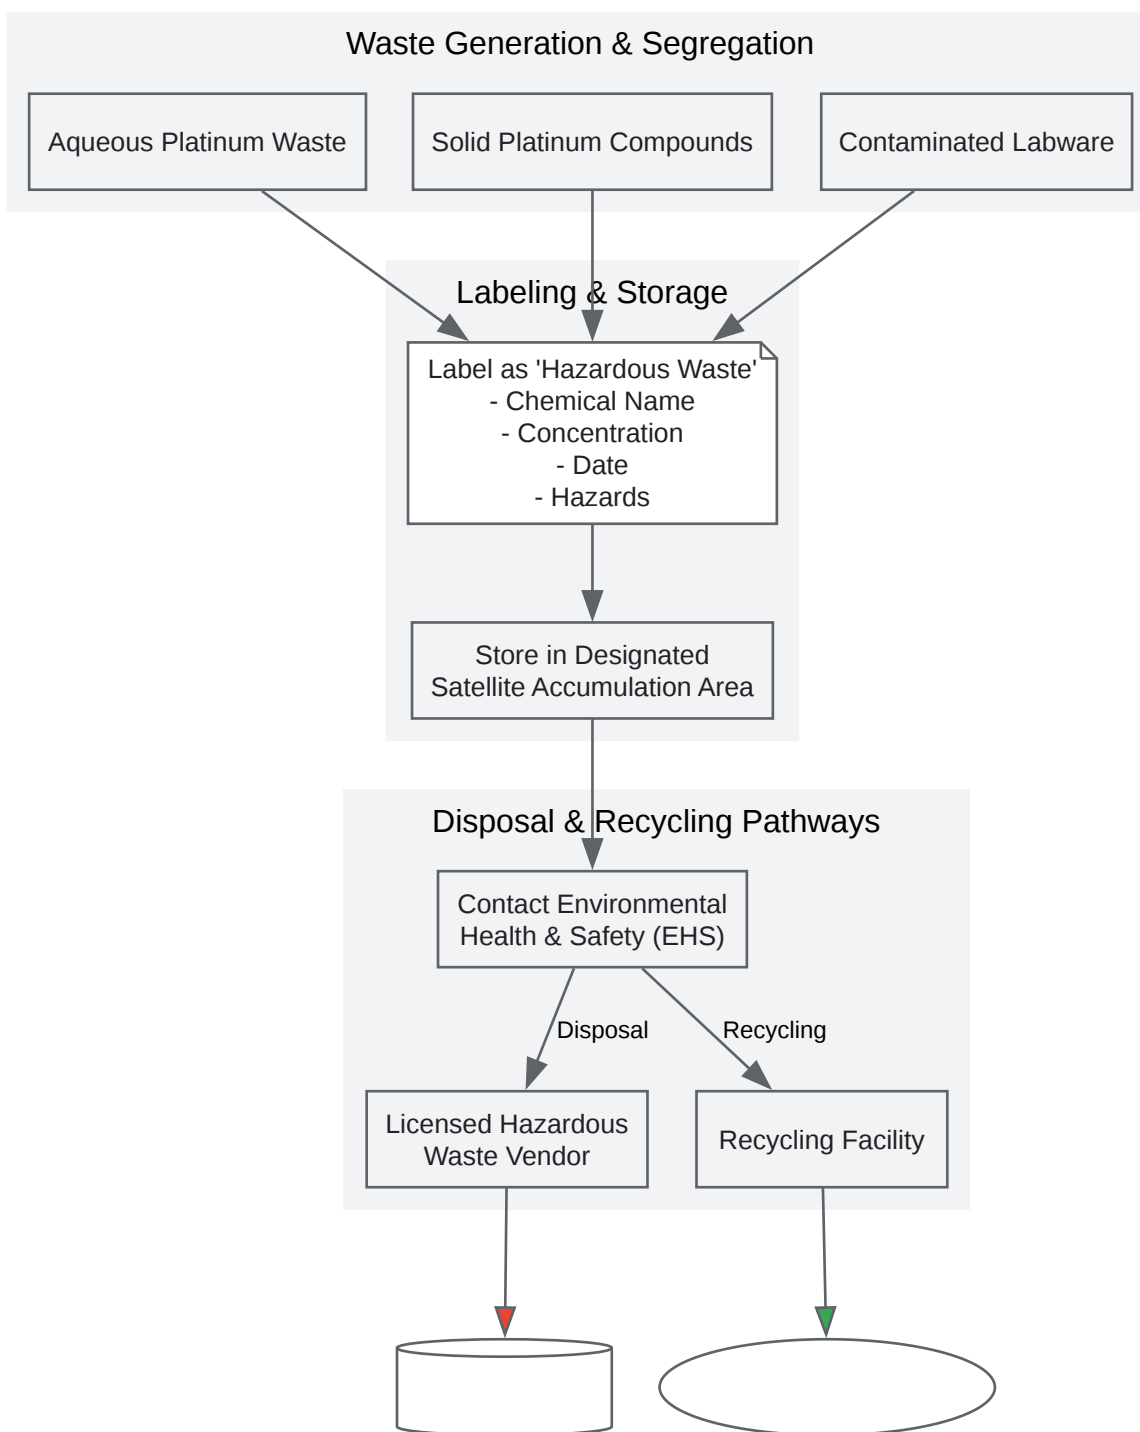 Waste Generation & Segregation
Aqueous Platinum Waste
Solid Platinum Compounds
Contaminated Labware
Labeling & Storage
Label as 'Hazardous Waste'
- Chemical Name
- Concentration
- Date
- Hazards
Store in Designated
Satellite Accumulation Area
Disposal & Recycling Pathways
Contact Environmental
Health & Safety (EHS)
Disposal
Recycling
Licensed Hazardous
Waste Vendor
Recycling Facility